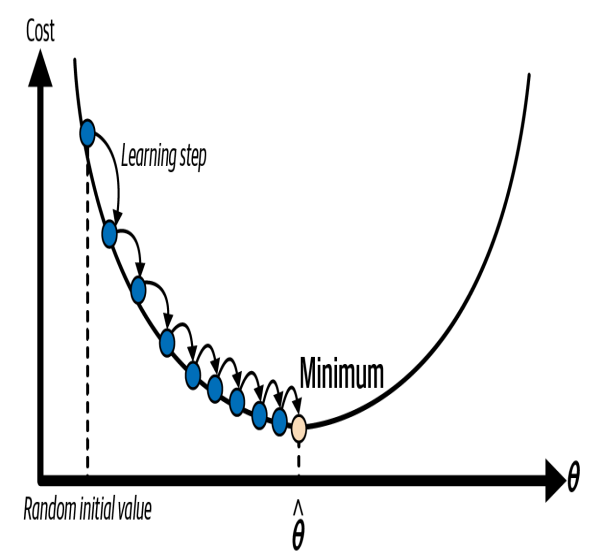 Cost
Learning step
Minimum
θ
Random initial value
θ̂